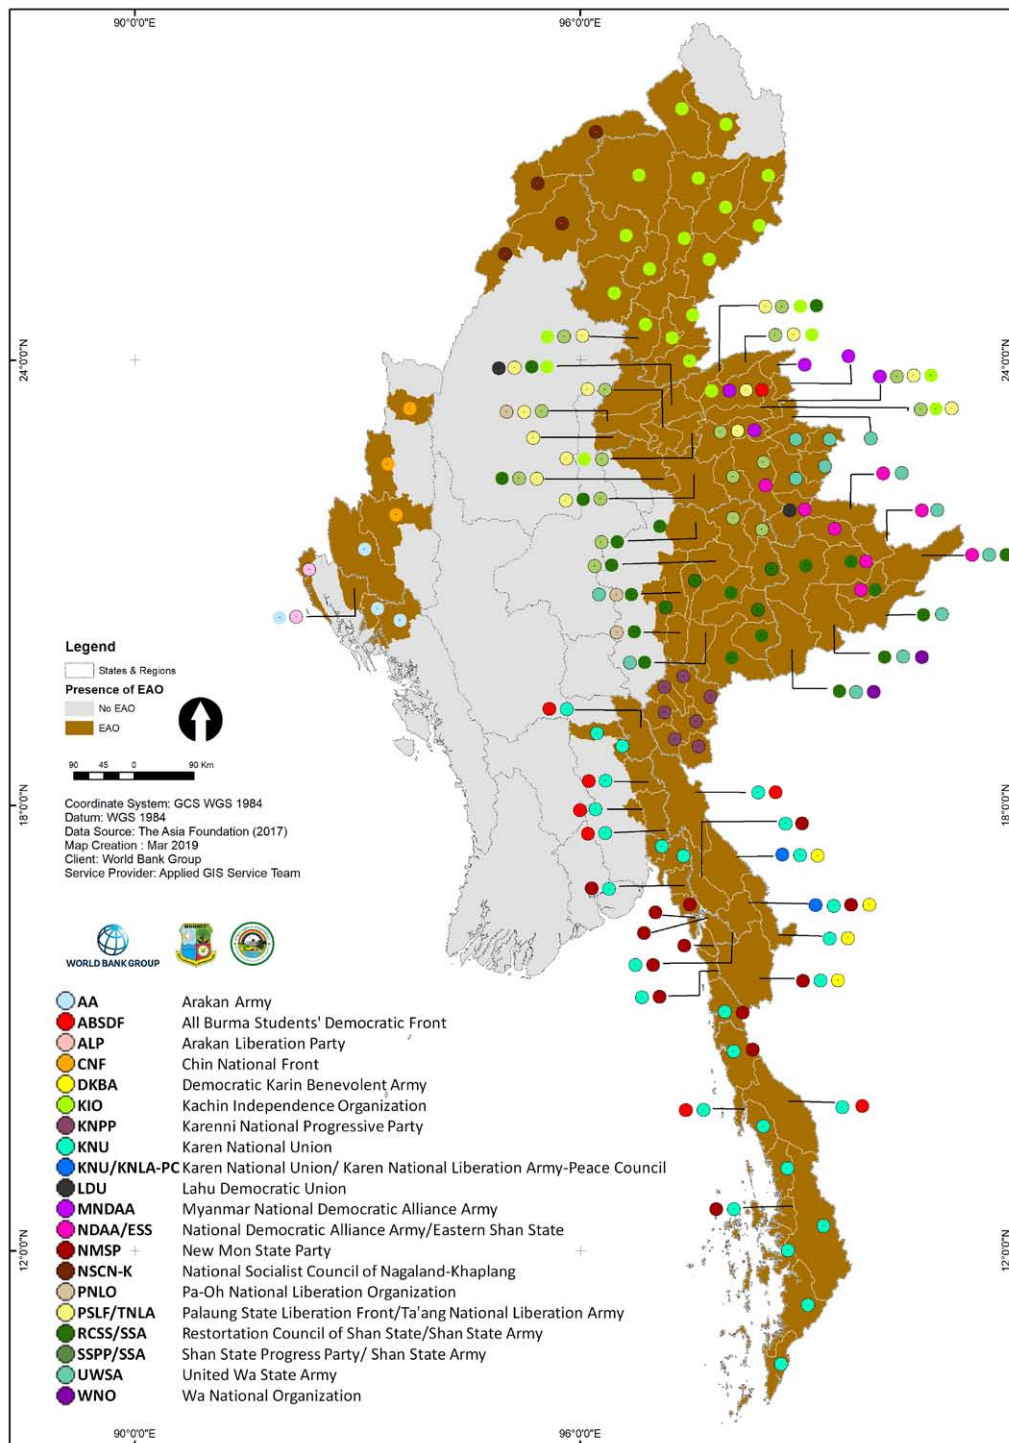 90°0'0"E 96°0'0"E
24°0'0"N 24°0'0"N
Legend
States & Regions
Presence of EAO
No EAO
EAO
90 45 0 90 Km
18°0'0"N 18°0'0"N
Coordinate System: GCS WGS 1984
Datum: WGS 1984
Data Source: The Asia Foundation (2017)
Map Creation : Mar 2019
Client: World Bank Group
Service Provider: Applied GIS Service Team
WORLD BANK GROUP
AA Arakan Army
ABSDF All Burma Students' Democratic Front
ALP Arakan Liberation Party
CNF Chin National Front
DKBA Democratic Karin Benevolent Army
KIO Kachin Independence Organization
KNPP Karenni National Progressive Party
KNU Karen National Union
KNU/KNLA-PC Karen National Union/ Karen National Liberation Army-Peace Council
LDU Lahu Democratic Union
MNDAA Myanmar National Democratic Alliance Army
NDAA/ESS National Democratic Alliance Army/Eastern Shan State
NMSP New Mon State Party
NSCN-K National Socialist Council of Nagaland-Khaplang
PNLO Pa-Oh National Liberation Organization
PSLF/TNLA Palaung State Liberation Front/Ta'ang National Liberation Army
RCSS/SSA Restortation Council of Shan State/Shan State Army
SSPP/SSA Shan State Progress Party/ Shan State Army
UWSA United Wa State Army
WNO Wa National Organization
12°0'0"N 12°0'0"N
90°0'0"E 96°0'0"E